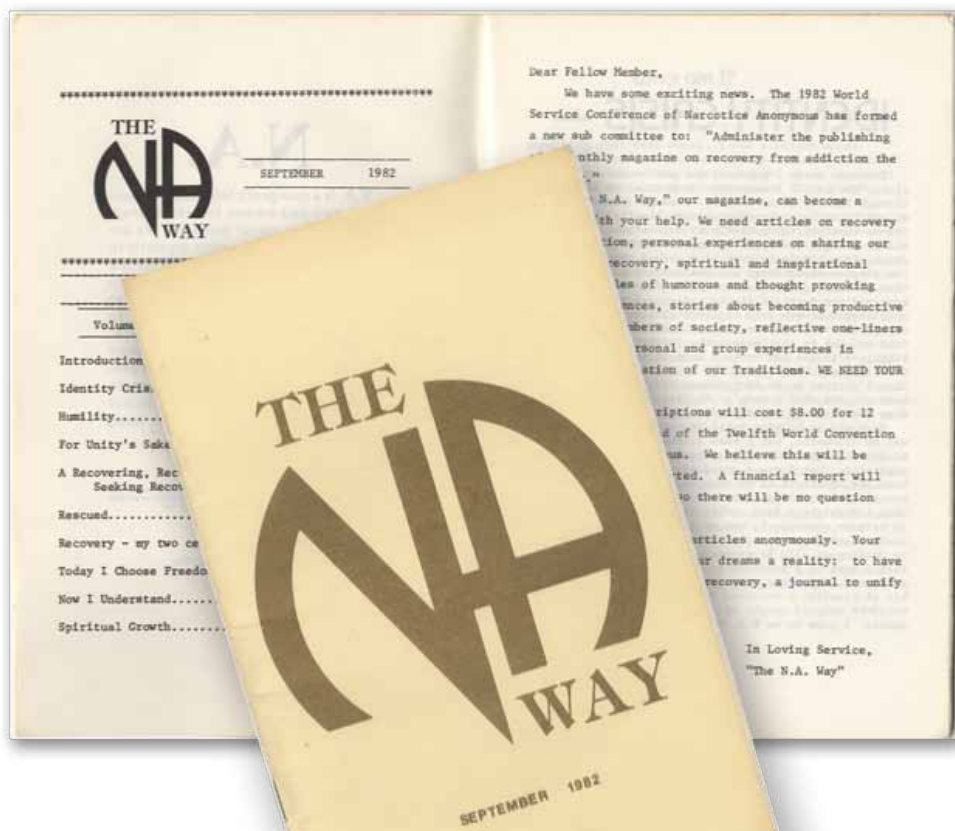 THE
NA
WAY
SEPTEMBER 1982
Volum
Introduction
Identity Cris
Humility........
For Unity's Sake
A Recovering, Rec
Seeking Recov
Rescued..........
Recovery - my two ce
Today I Choose Freedo
Now I Understand.......
Spiritual Growth........
Dear Fellow Member,
We have some exciting news. The 1982 World
Service Conference of Narcotics Anonymous has formed
a new sub committee to: "Administer the publishing
nthly magazine on recovery from addiction the
."
N.A. Way," our magazine, can become a
th your help. We need articles on recovery
tion, personal experiences on sharing our
recovery, spiritual and inspirational
les of humorous and thought provoking
nces, stories about becoming productive
mbers of society, reflective one-liners
rsonal and group experiences in
ation of our Traditions. WE NEED YOUR
riptions will cost $8.00 for 12
d of the Twelfth World Convention
us. We believe this will be
rted. A financial report will
so there will be no question
articles anonymously. Your
ur dreams a reality: to have
recovery, a journal to unify
In Loving Service,
"The N.A. Way"
THE
NA
WAY
SEPTEMBER 1982